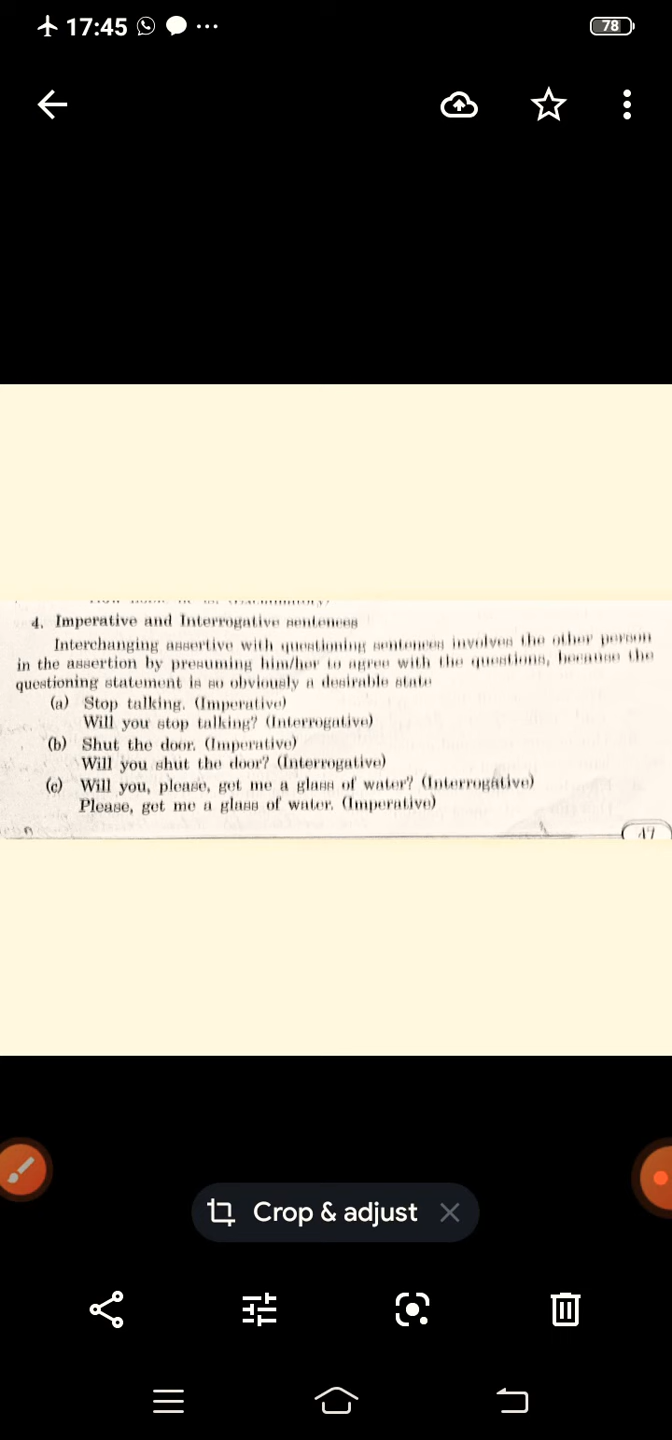 17:45
78
4. Imperative and Interrogative sentences
Interchanging assertive with questioning sentences involves the other person
in the assertion by presuming him/her to agree with the questions, because the
questioning statement is so obviously a desirable state
(a) Stop talking. (Imperative)
Will you stop talking? (Interrogative)
(b) Shut the door. (Imperative)
Will you shut the door? (Interrogative)
(c) Will you, please, get me a glass of water? (Interrogative)
Please, get me a glass of water. (Imperative)
Crop & adjust